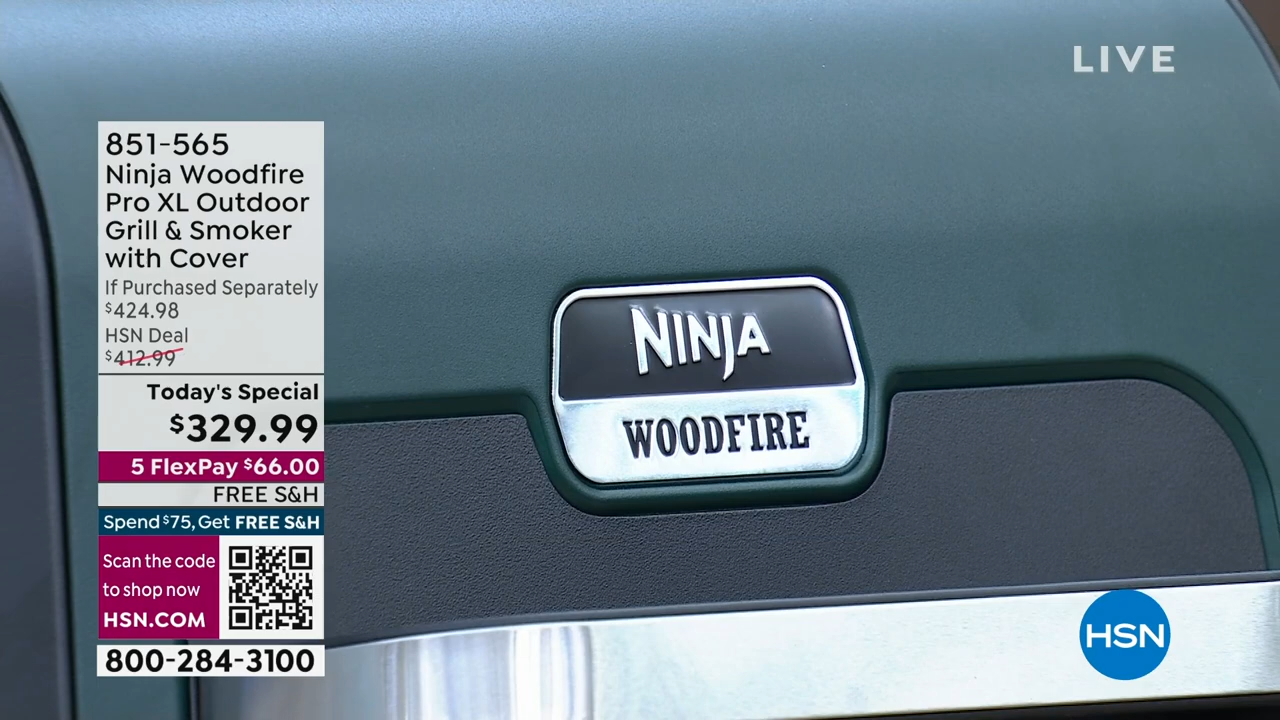 LIVE
851-565
Ninja Woodfire
Pro XL Outdoor
Grill & Smoker
with Cover
If Purchased Separately
$424.98
HSN Deal
$412.99
Today's Special
$329.99
5 FlexPay $66.00
FREE S&H
Spend $75, Get FREE S&H
Scan the code
to shop now
HSN.COM
800-284-3100
NINJA
WOODFIRE
HSN